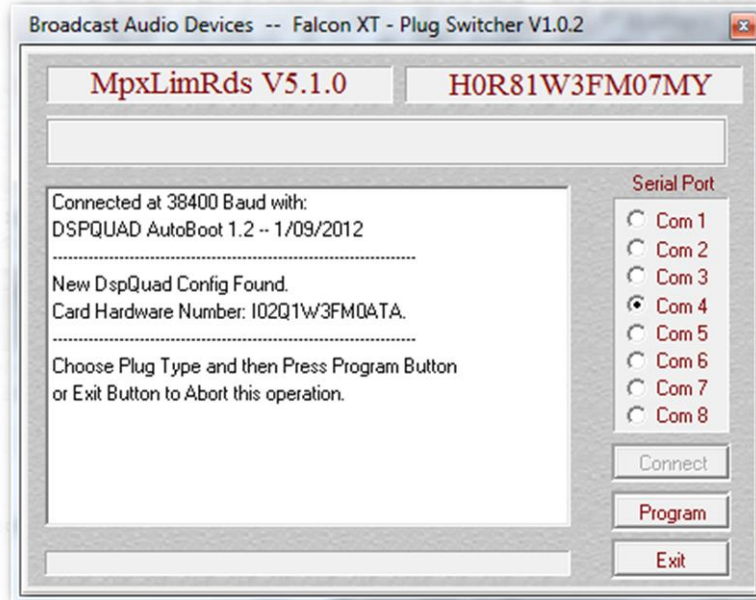 Broadcast Audio Devices -- Falcon XT - Plug Switcher V1.0.2
MpxLimRds V5.1.0
H0R81W3FM07MY
Connected at 38400 Baud with:
DSPQUAD AutoBoot 1.2 -- 1/09/2012
New DspQuad Config Found.
Card Hardware Number: I02Q1W3FM0ATA.
Choose Plug Type and then Press Program Button
or Exit Button to Abort this operation.
Serial Port
Com 1
Com 2
Com 3
Com 4
Com 5
Com 6
Com 7
Com 8
Connect
Program
Exit